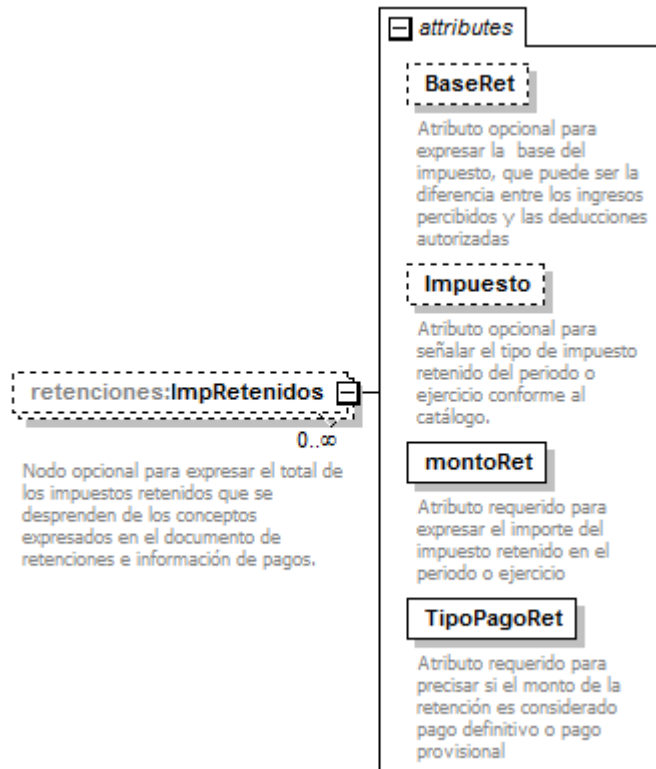 attributes
BaseRet
Atributo opcional para
expresar la base del
impuesto, que puede ser la
diferencia entre los ingresos
percibidos y las deducciones
autorizadas
Impuesto
Atributo opcional para
señalar el tipo de impuesto
retenido del periodo o
ejercicio conforme al
catálogo.
retenciones:ImpRetenidos
0..∞
Nodo opcional para expresar el total de
los impuestos retenidos que se
desprenden de los conceptos
expresados en el documento de
retenciones e información de pagos.
montoRet
Atributo requerido para
expresar el importe del
impuesto retenido en el
periodo o ejercicio
TipoPagoRet
Atributo requerido para
precisar si el monto de la
retención es considerado
pago definitivo o pago
provisional